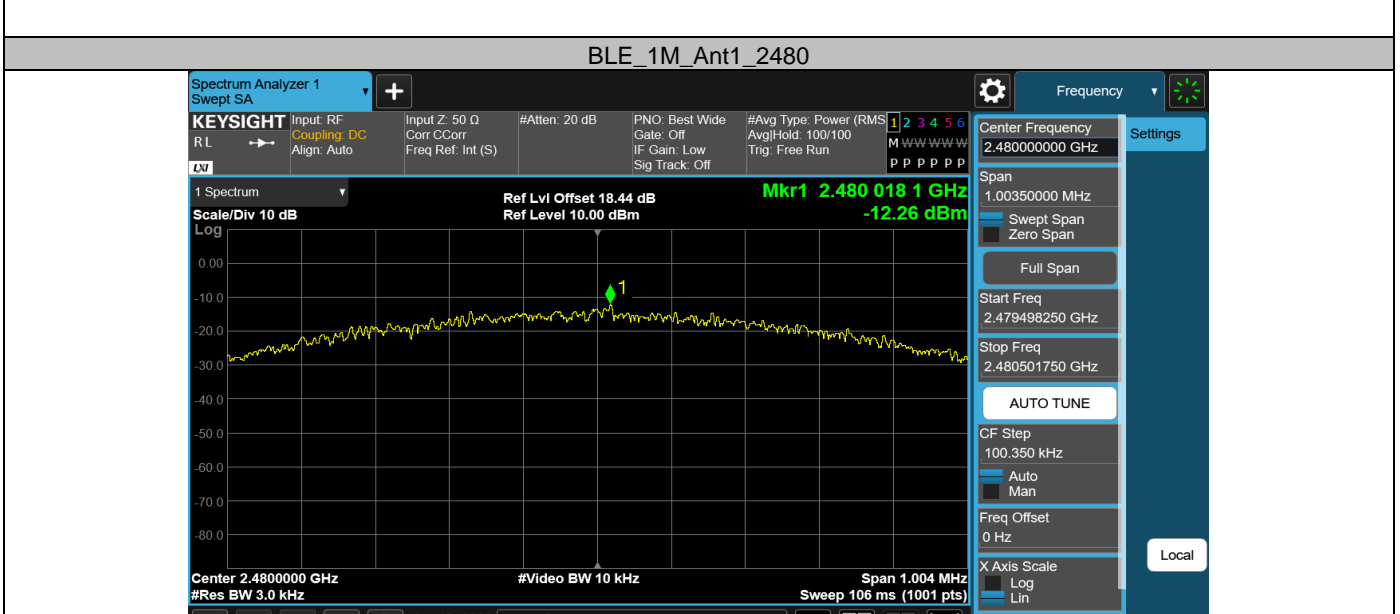 BLE_1M_Ant1_2480
Spectrum Analyzer 1
Swept SA
+
Frequency
KEYSIGHT
RL
LXI
Input: RF
Coupling: DC
Align: Auto
Input Z: 50 Ω
Corr CCorr
Freq Ref: Int (S)
#Atten: 20 dB
PNO: Best Wide
Gate: Off
IF Gain: Low
Sig Track: Off
#Avg Type: Power (RMS
Avg|Hold: 100/100
Trig: Free Run
1 2 3 4 5 6
M W W W W W
P P P P P P
Center Frequency
2.480000000 GHz
Settings
Span
1.00350000 MHz
Swept Span
Zero Span
Full Span
Start Freq
2.479498250 GHz
Stop Freq
2.480501750 GHz
AUTO TUNE
CF Step
100.350 kHz
Auto
Man
Freq Offset
0 Hz
X Axis Scale
Log
Lin
Local
1 Spectrum
Scale/Div 10 dB
Log
Ref Lvl Offset 18.44 dB
Ref Level 10.00 dBm
Mkr1 2.480 018 1 GHz
-12.26 dBm
1
0.00
-10.0
-20.0
-30.0
-40.0
-50.0
-60.0
-70.0
-80.0
Center 2.4800000 GHz
#Res BW 3.0 kHz
#Video BW 10 kHz
Span 1.004 MHz
Sweep 106 ms (1001 pts)